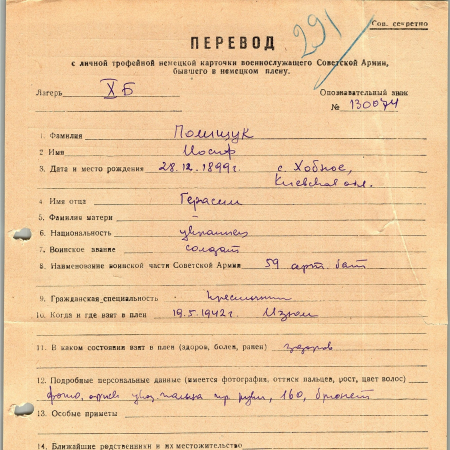 Сов. секретно
291
ПЕРЕВОД
с личной трофейной немецкой карточки военнослужащего Советской Армии,
бывшего в немецком плену.
Лагерь XБ
Опознавательный знак
№ 130074
1. Фамилия Полищук
2 Имя Иосиф
3. Дата и место рождения 28.12.1899г. с. Хобное,
Киевская обл.
4 Имя отца Герасим
5. Фамилия матери
6. Национальность украинец
7. Воинское звание солдат
8. Наименование воинской части Советской Армии 59 арт. бат
9. Гражданская специальность крестьянин
10. Когда и где взят в плен 19.5.1942г. Изюм
11. В каком состоянии взят в плен (здоров, болен, ранен) здоров
12. Подробные персональные данные (имеется фотография, оттиск пальцев, рост, цвет волос)
фото, оттиск указ. пальца пр. руки, 160, брюнет
13. Особые приметы
14. Ближайшие родственники и их местожительство